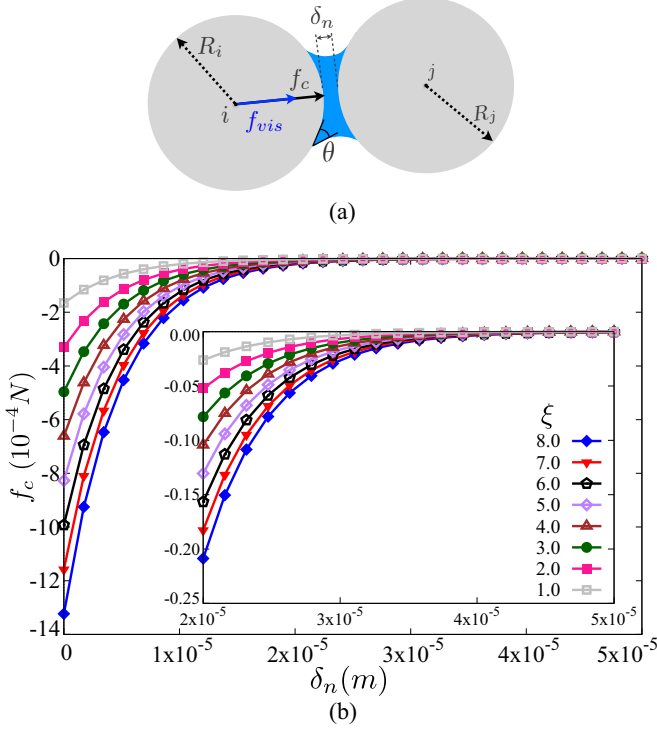 δₙ
Rᵢ
f_c
j
i
f_vis
R_j
θ
(a)
0
-2
-4
-6
-8
-10
-12
-14
f_c (10⁻⁴ N)
0.00
-0.05
-0.10
-0.15
-0.20
-0.25
2x10⁻⁵ 3x10⁻⁵ 4x10⁻⁵ 5x10⁻⁵
ξ
8.0
7.0
6.0
5.0
4.0
3.0
2.0
1.0
0 1x10⁻⁵ 2x10⁻⁵ 3x10⁻⁵ 4x10⁻⁵ 5x10⁻⁵
δₙ(m)
(b)